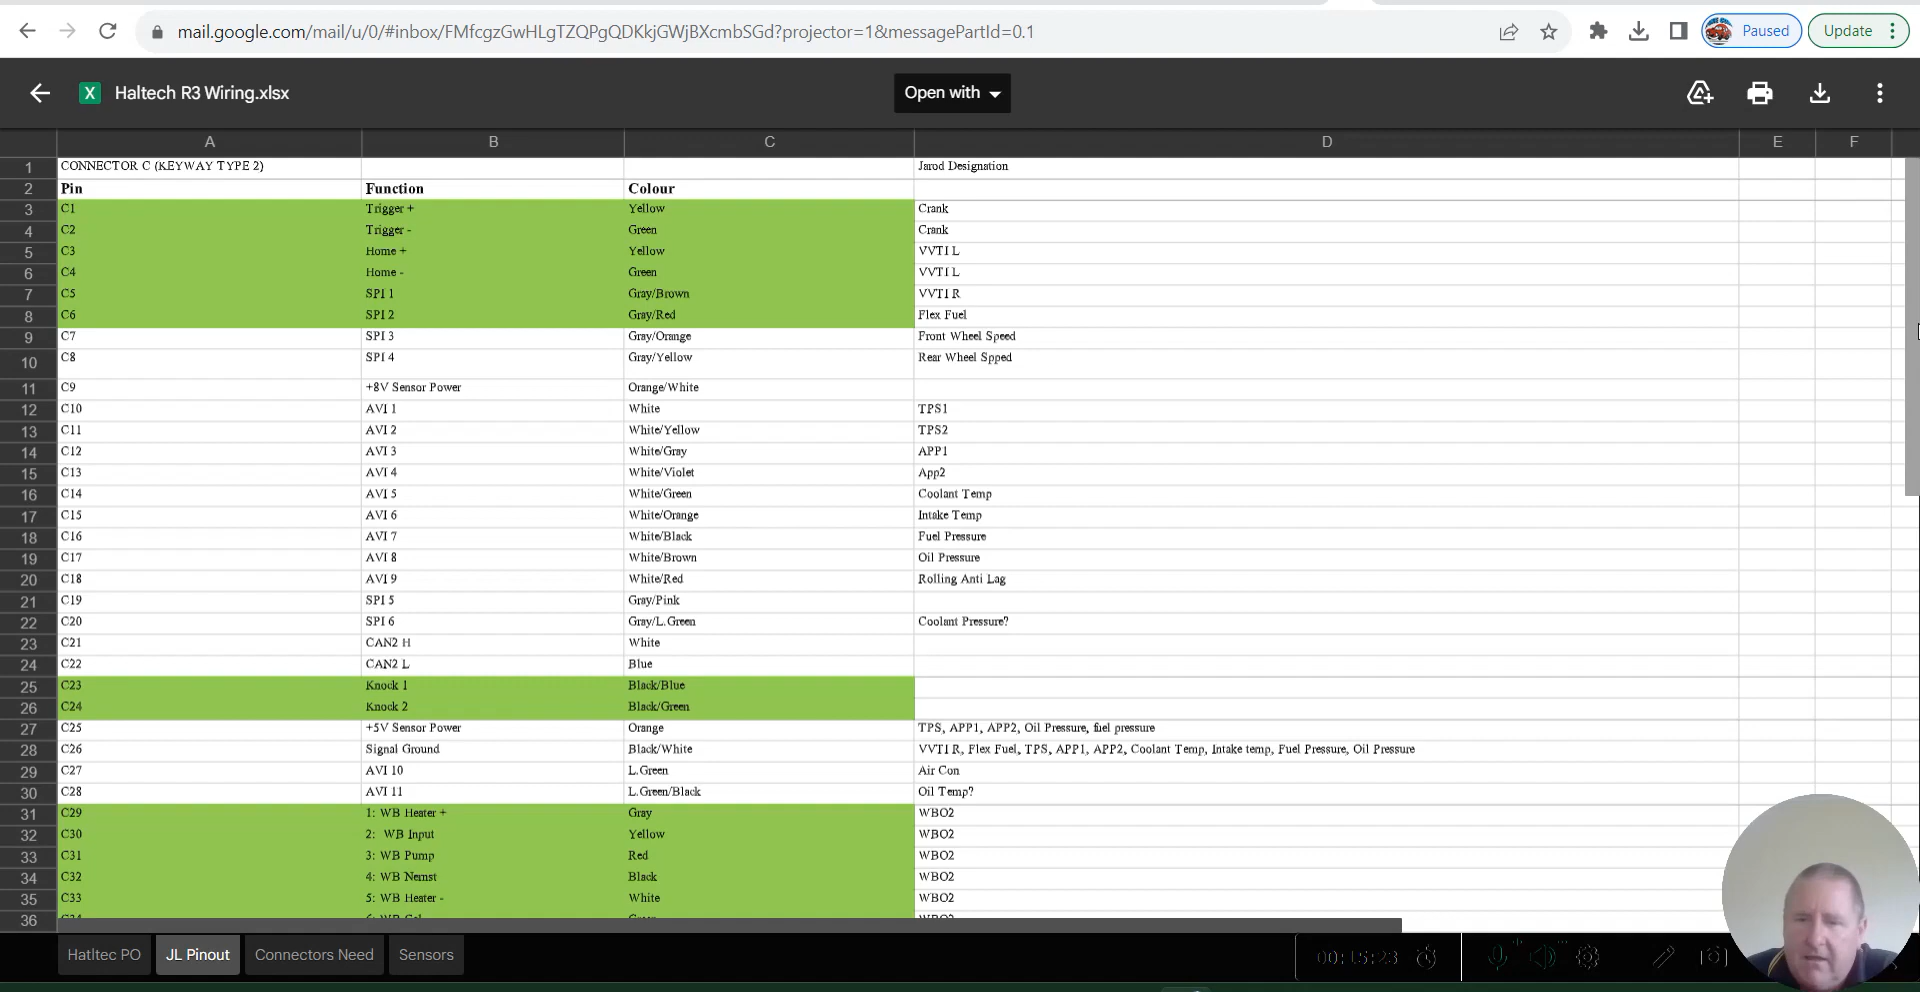 mail.google.com/mail/u/0/#inbox/FMfcgzGwHLgTZQPgQDKkjGWjBXcmbSGd?projector=1&messagePartId=0.1
Paused
Update
X
Haltech R3 Wiring.xlsx
Open with
A B C D E F
1 CONNECTOR C (KEYWAY TYPE 2) Jarod Designation
2 Pin Function Colour
3 C1 Trigger + Yellow Crank
4 C2 Trigger - Green Crank
5 C3 Home + Yellow VVTI L
6 C4 Home - Green VVTI L
7 C5 SPI 1 Gray/Brown VVTI R
8 C6 SPI 2 Gray/Red Flex Fuel
9 C7 SPI 3 Gray/Orange Front Wheel Speed
10 C8 SPI 4 Gray/Yellow Rear Wheel Spped
11 C9 +8V Sensor Power Orange/White
12 C10 AVI 1 White TPS1
13 C11 AVI 2 White/Yellow TPS2
14 C12 AVI 3 White/Gray APP1
15 C13 AVI 4 White/Violet App2
16 C14 AVI 5 White/Green Coolant Temp
17 C15 AVI 6 White/Orange Intake Temp
18 C16 AVI 7 White/Black Fuel Pressure
19 C17 AVI 8 White/Brown Oil Pressure
20 C18 AVI 9 White/Red Rolling Anti Lag
21 C19 SPI 5 Gray/Pink
22 C20 SPI 6 Gray/L.Green Coolant Pressure?
23 C21 CAN2 H White
24 C22 CAN2 L Blue
25 C23 Knock 1 Black/Blue
26 C24 Knock 2 Black/Green
27 C25 +5V Sensor Power Orange TPS, APP1, APP2, Oil Pressure, fuel pressure
28 C26 Signal Ground Black/White VVTI R, Flex Fuel, TPS, APP1, APP2, Coolant Temp, Intake temp, Fuel Pressure, Oil Pressure
29 C27 AVI 10 L.Green Air Con
30 C28 AVI 11 L.Green/Black Oil Temp?
31 C29 1: WB Heater + Gray WBO2
32 C30 2: WB Input Yellow WBO2
33 C31 3: WB Pump Red WBO2
34 C32 4: WB Nernst Black WBO2
35 C33 5: WB Heater - White WBO2
36 WBO2
Hatltec PO JL Pinout Connectors Need Sensors
00:15:23